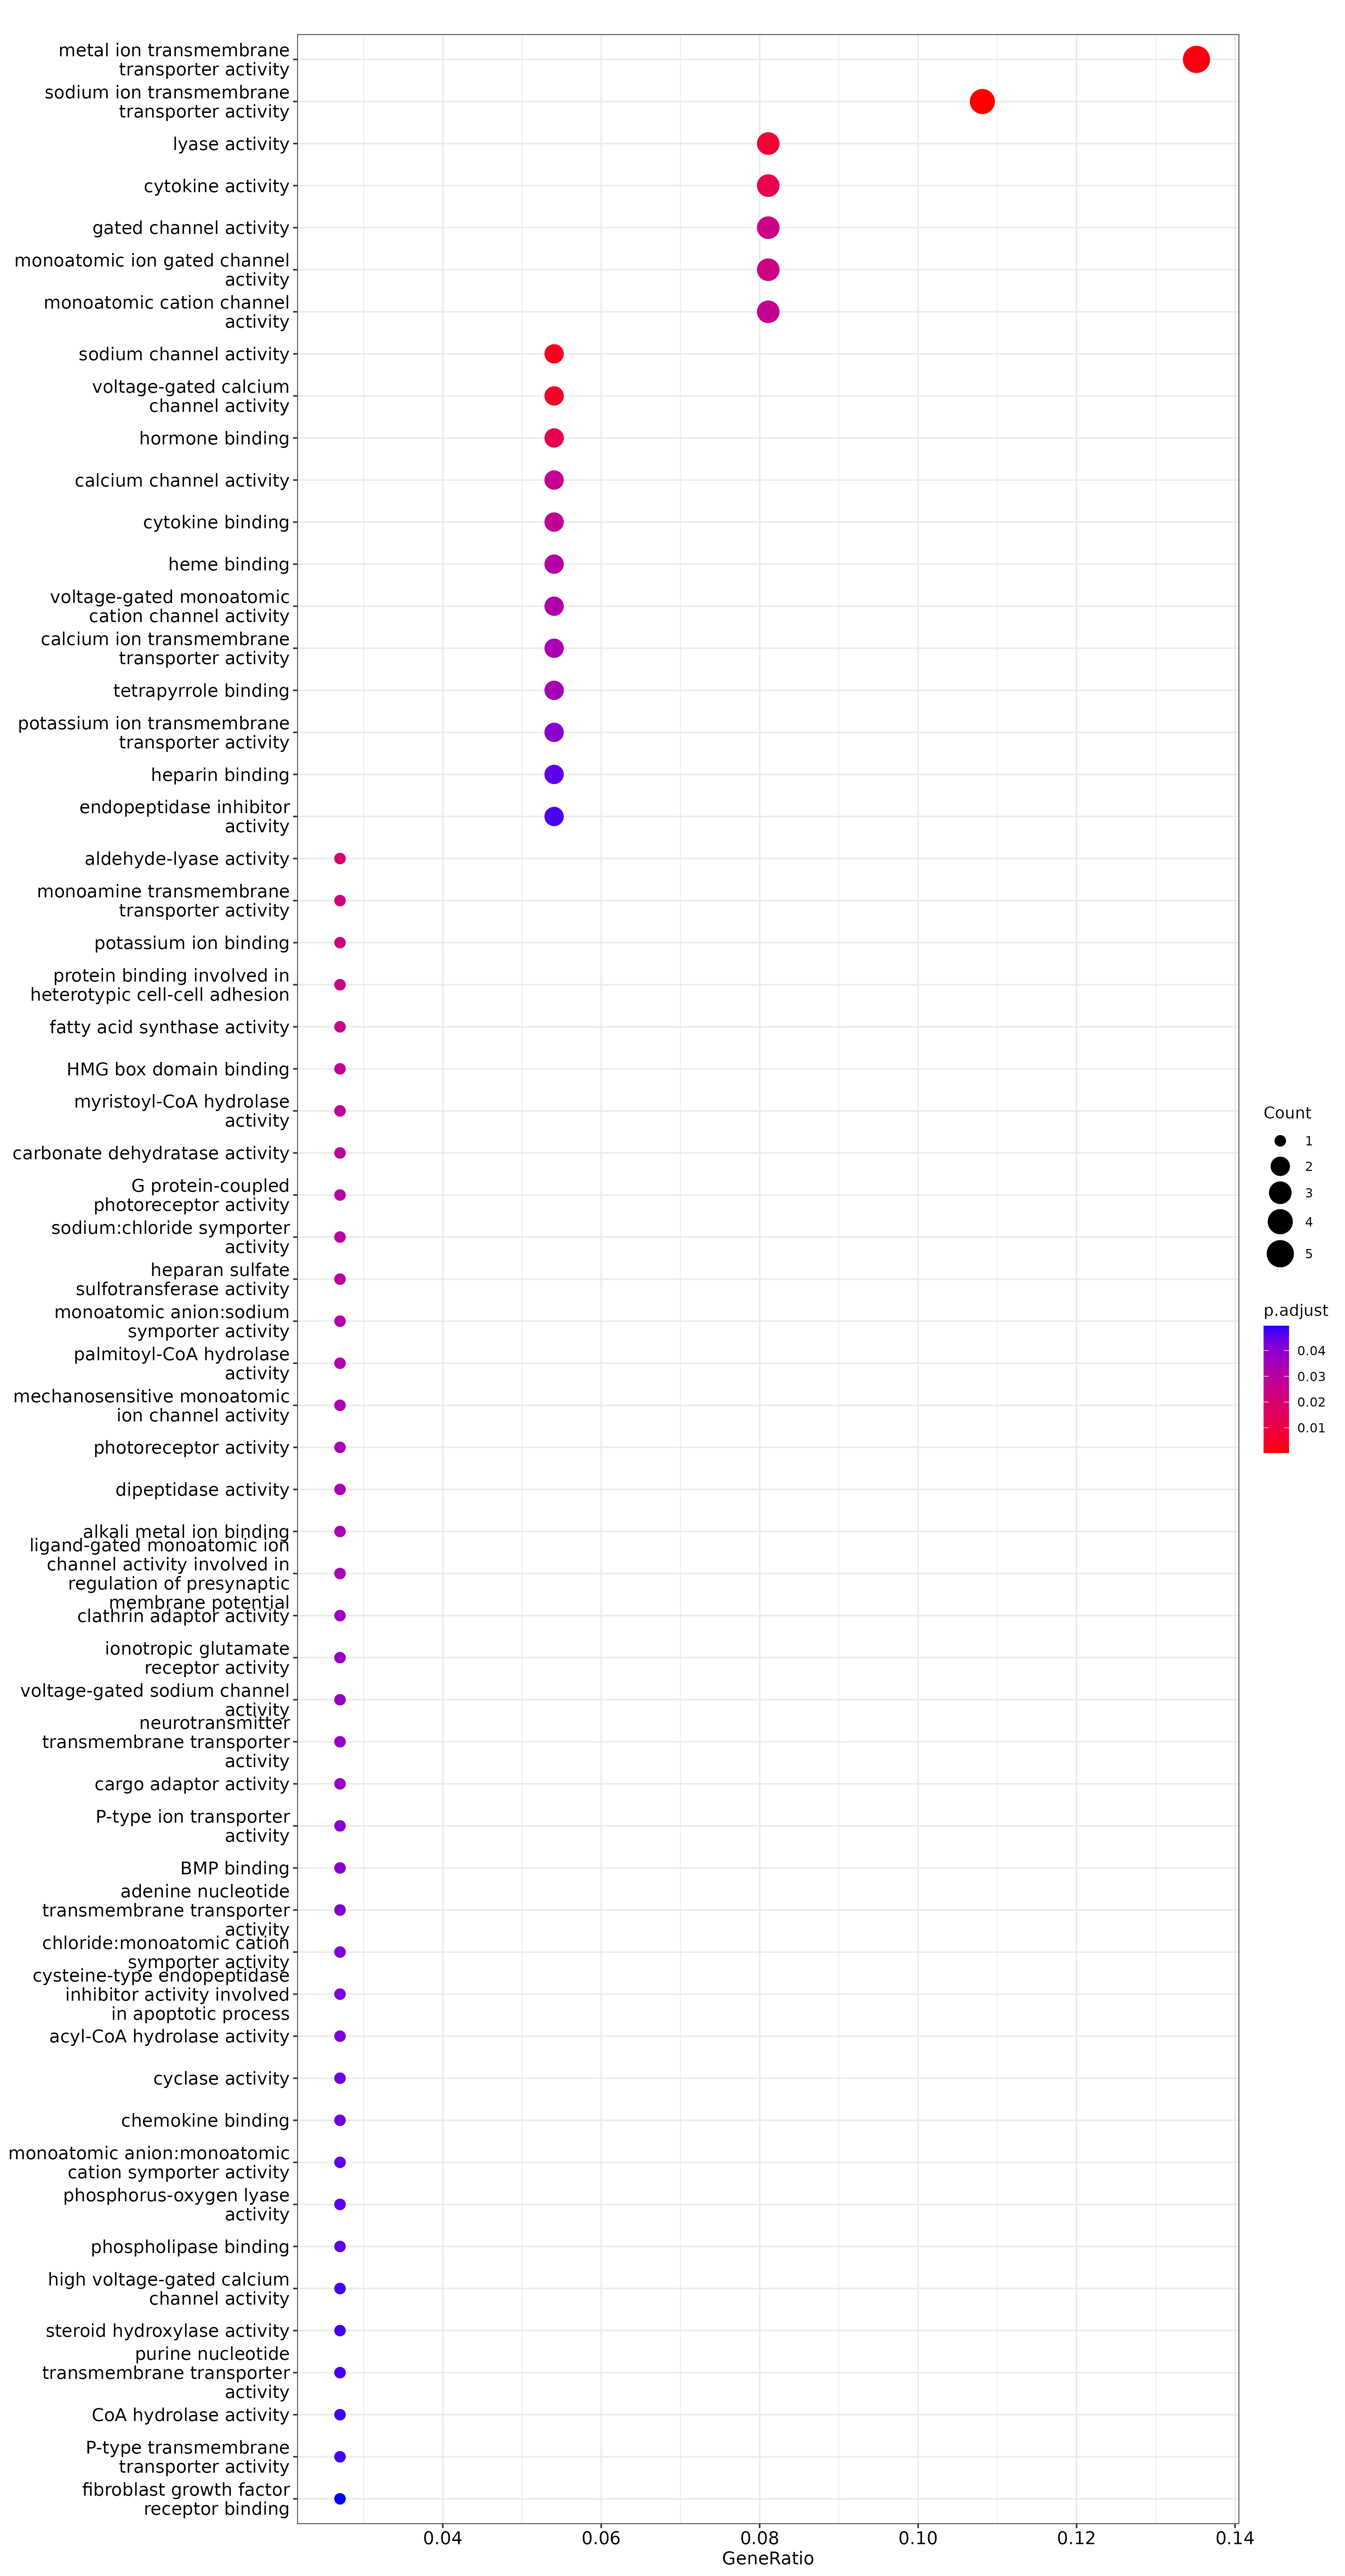 metal ion transmembrane
transporter activity
sodium ion transmembrane
transporter activity
lyase activity
cytokine activity
gated channel activity
monoatomic ion gated channel
activity
monoatomic cation channel
activity
sodium channel activity
voltage-gated calcium
channel activity
hormone binding
calcium channel activity
cytokine binding
heme binding
voltage-gated monoatomic
cation channel activity
calcium ion transmembrane
transporter activity
tetrapyrrole binding
potassium ion transmembrane
transporter activity
heparin binding
endopeptidase inhibitor
activity
aldehyde-lyase activity
monoamine transmembrane
transporter activity
potassium ion binding
protein binding involved in
heterotypic cell-cell adhesion
fatty acid synthase activity
HMG box domain binding
myristoyl-CoA hydrolase
activity
carbonate dehydratase activity
G protein-coupled
photoreceptor activity
sodium:chloride symporter
activity
heparan sulfate
sulfotransferase activity
monoatomic anion:sodium
symporter activity
palmitoyl-CoA hydrolase
activity
mechanosensitive monoatomic
ion channel activity
photoreceptor activity
dipeptidase activity
alkali metal ion binding
ligand-gated monoatomic ion
channel activity involved in
regulation of presynaptic
membrane potential
clathrin adaptor activity
ionotropic glutamate
receptor activity
voltage-gated sodium channel
activity
neurotransmitter
transmembrane transporter
activity
cargo adaptor activity
P-type ion transporter
activity
BMP binding
adenine nucleotide
transmembrane transporter
activity
chloride:monoatomic cation
symporter activity
cysteine-type endopeptidase
inhibitor activity involved
in apoptotic process
acyl-CoA hydrolase activity
cyclase activity
chemokine binding
monoatomic anion:monoatomic
cation symporter activity
phosphorus-oxygen lyase
activity
phospholipase binding
high voltage-gated calcium
channel activity
steroid hydroxylase activity
purine nucleotide
transmembrane transporter
activity
CoA hydrolase activity
P-type transmembrane
transporter activity
fibroblast growth factor
receptor binding
0.04 0.06 0.08 0.10 0.12 0.14
GeneRatio
Count
1
2
3
4
5
p.adjust
0.04
0.03
0.02
0.01